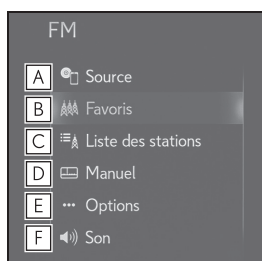 FM
A Source
B Favoris
C Liste des stations
D Manuel
E Options
F Son